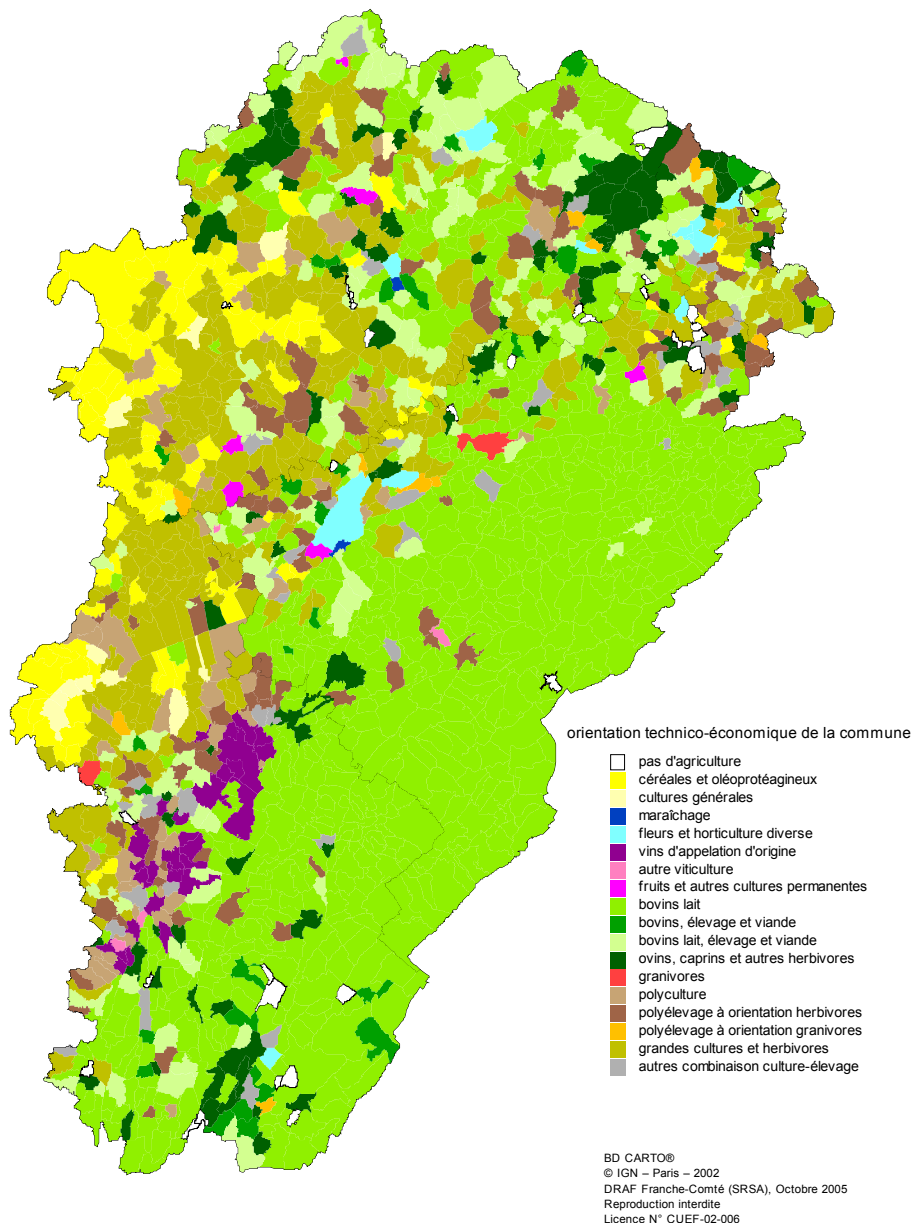 orientation technico-économique de la commune
pas d'agriculture
céréales et oléoprotéagineux
cultures générales
maraîchage
fleurs et horticulture diverse
vins d'appelation d'origine
autre viticulture
fruits et autres cultures permanentes
bovins lait
bovins, élevage et viande
bovins lait, élevage et viande
ovins, caprins et autres herbivores
granivores
polyculture
polyélevage à orientation herbivores
polyélevage à orientation granivores
grandes cultures et herbivores
autres combinaison culture-élevage
BD CARTO®
© IGN – Paris – 2002
DRAF Franche-Comté (SRSA), Octobre 2005
Reproduction interdite
Licence N° CUEF-02-006